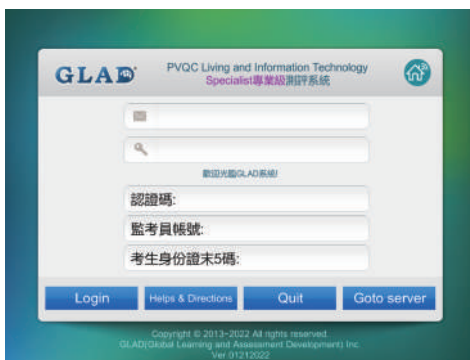 GLAD
PVQC Living and Information Technology
Specialist專業級測評系統
歡迎光臨GLAD系統!
認證碼:
監考員帳號:
考生身份證末5碼:
Login
Helps & Directions
Quit
Goto server
Copyright © 2013-2022 All rights reserved.
GLAD(Global Learning and Assessment Development) Inc.
Ver 01212022